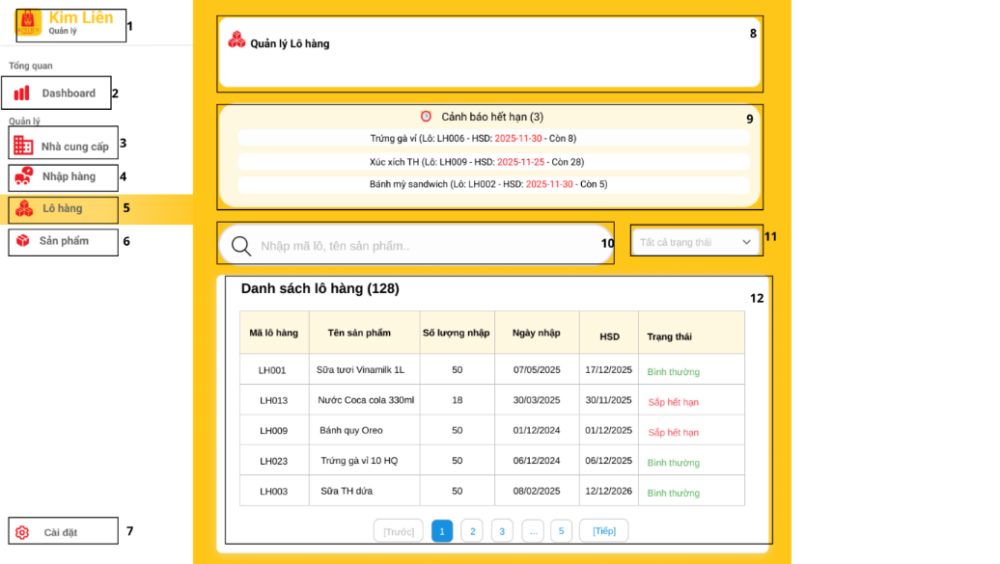 Kim Liên
Quản lý
1
Tổng quan
Dashboard
2
Quản lý
Nhà cung cấp
3
Nhập hàng
4
Lô hàng
5
Sản phẩm
6
Cài đặt
7
Quản lý Lô hàng
8
Cảnh báo hết hạn (3)
9
Trứng gà vỉ (Lô: LH006 - HSD: 2025-11-30 - Còn 8)
Xúc xích TH (Lô: LH009 - HSD: 2025-11-25 - Còn 28)
Bánh mỳ sandwich (Lô: LH002 - HSD: 2025-11-30 - Còn 5)
Nhập mã lô, tên sản phẩm..
10
Tất cả trạng thái
11
Danh sách lô hàng (128)
12
Mã lô hàng Tên sản phẩm Số lượng nhập Ngày nhập HSD Trạng thái
LH001 Sữa tươi Vinamilk 1L 50 07/05/2025 17/12/2025 Bình thường
LH013 Nước Coca cola 330ml 18 30/03/2025 30/11/2025 Sắp hết hạn
LH009 Bánh quy Oreo 50 01/12/2024 01/12/2025 Sắp hết hạn
LH023 Trứng gà vỉ 10 HQ 50 06/12/2024 06/12/2025 Bình thường
LH003 Sữa TH dứa 50 08/02/2025 12/12/2026 Bình thường
[Trước] 1 2 3 ... 5 [Tiếp]